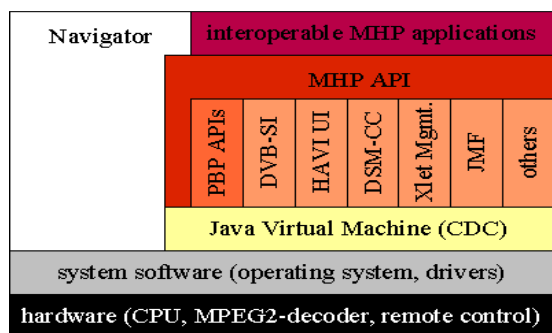 Navigator
interoperable MHP applications
MHP API
PBP APIs
DVB-SI
HAVI UI
DSM-CC
Xlet Mgmt.
JMF
others
Java Virtual Machine (CDC)
system software (operating system, drivers)
hardware (CPU, MPEG2-decoder, remote control)